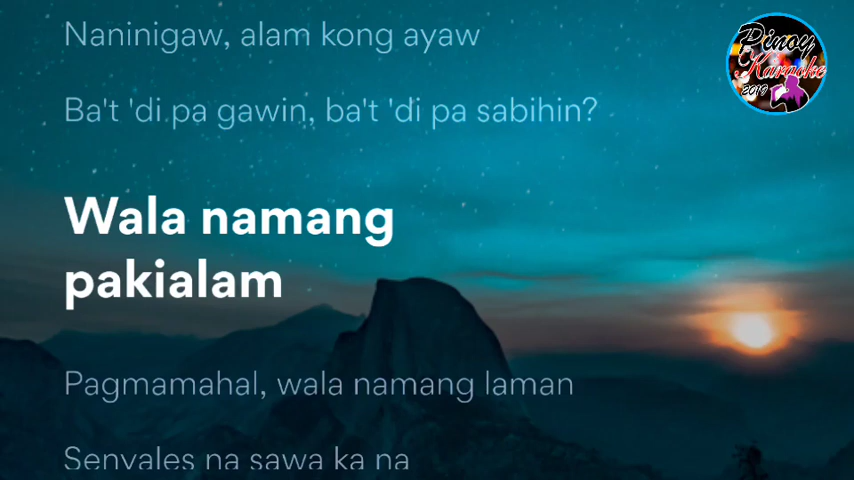 Naninigaw, alam kong ayaw
Pinoy
Karaoke
2019
Ba't 'di pa gawin, ba't 'di pa sabihin?
Wala namang
pakialam
Pagmamahal, wala namang laman
Senyales na sawa ka na